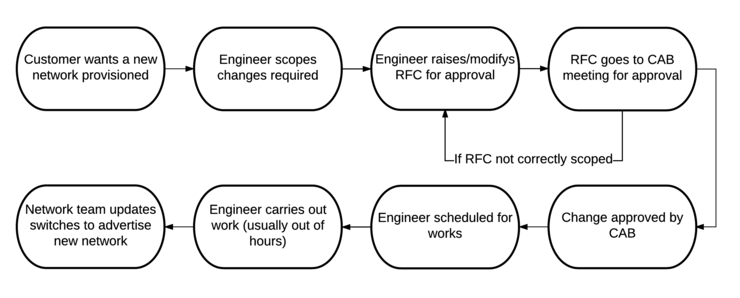 Customer wants a new
network provisioned
Engineer scopes
changes required
Engineer raises/modifys
RFC for approval
RFC goes to CAB
meeting for approval
If RFC not correctly scoped
Network team updates
switches to advertise
new network
Engineer carries out
work (usually out of
hours)
Engineer scheduled for
works
Change approved by
CAB